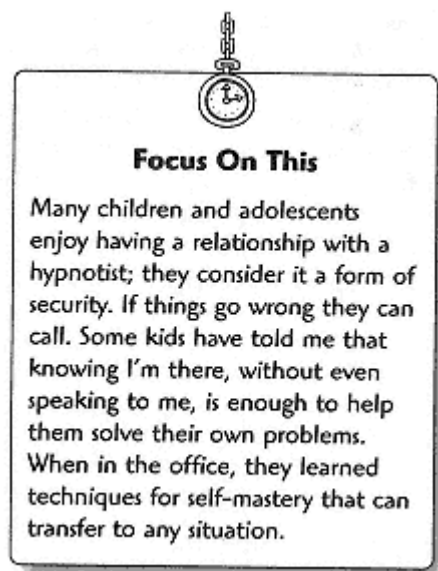 Focus On This
Many children and adolescents
enjoy having a relationship with a
hypnotist; they consider it a form of
security. If things go wrong they can
call. Some kids have told me that
knowing I'm there, without even
speaking to me, is enough to help
them solve their own problems.
When in the office, they learned
techniques for self-mastery that can
transfer to any situation.